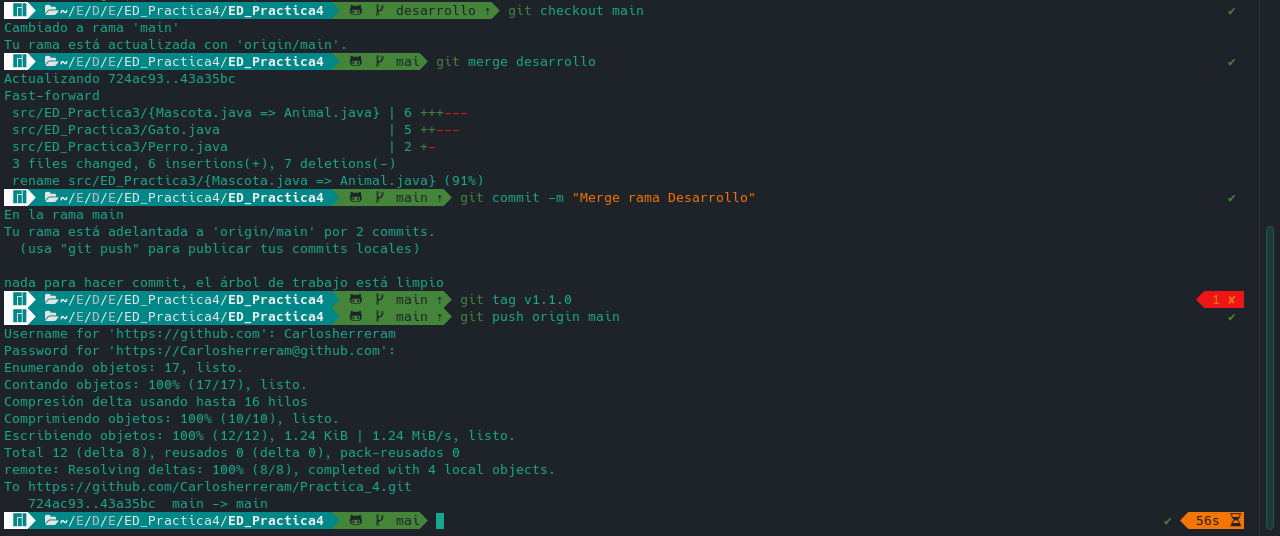 ~/E/D/E/ED_Practica4/ED_Practica4 desarrollo ↑ git checkout main ✔
Cambiado a rama 'main'
Tu rama está actualizada con 'origin/main'.
~/E/D/E/ED_Practica4/ED_Practica4 mai git merge desarrollo ✔
Actualizando 724ac93..43a35bc
Fast-forward
src/ED_Practica3/{Mascota.java => Animal.java} | 6 +++---
src/ED_Practica3/Gato.java | 5 ++---
src/ED_Practica3/Perro.java | 2 +-
3 files changed, 6 insertions(+), 7 deletions(-)
rename src/ED_Practica3/{Mascota.java => Animal.java} (91%)
~/E/D/E/ED_Practica4/ED_Practica4 main ↑ git commit -m "Merge rama Desarrollo" ✔
En la rama main
Tu rama está adelantada a 'origin/main' por 2 commits.
(usa "git push" para publicar tus commits locales)
nada para hacer commit, el árbol de trabajo está limpio
~/E/D/E/ED_Practica4/ED_Practica4 main ↑ git tag v1.1.0 1 ✘
~/E/D/E/ED_Practica4/ED_Practica4 main ↑ git push origin main ✔
Username for 'https://github.com': Carlosherreram
Password for 'https://Carlosherreram@github.com':
Enumerando objetos: 17, listo.
Contando objetos: 100% (17/17), listo.
Compresión delta usando hasta 16 hilos
Comprimiendo objetos: 100% (10/10), listo.
Escribiendo objetos: 100% (12/12), 1.24 KiB | 1.24 MiB/s, listo.
Total 12 (delta 8), reusados 0 (delta 0), pack-reusados 0
remote: Resolving deltas: 100% (8/8), completed with 4 local objects.
To https://github.com/Carlosherreram/Practica_4.git
724ac93..43a35bc main -> main
~/E/D/E/ED_Practica4/ED_Practica4 mai ✔ 56s